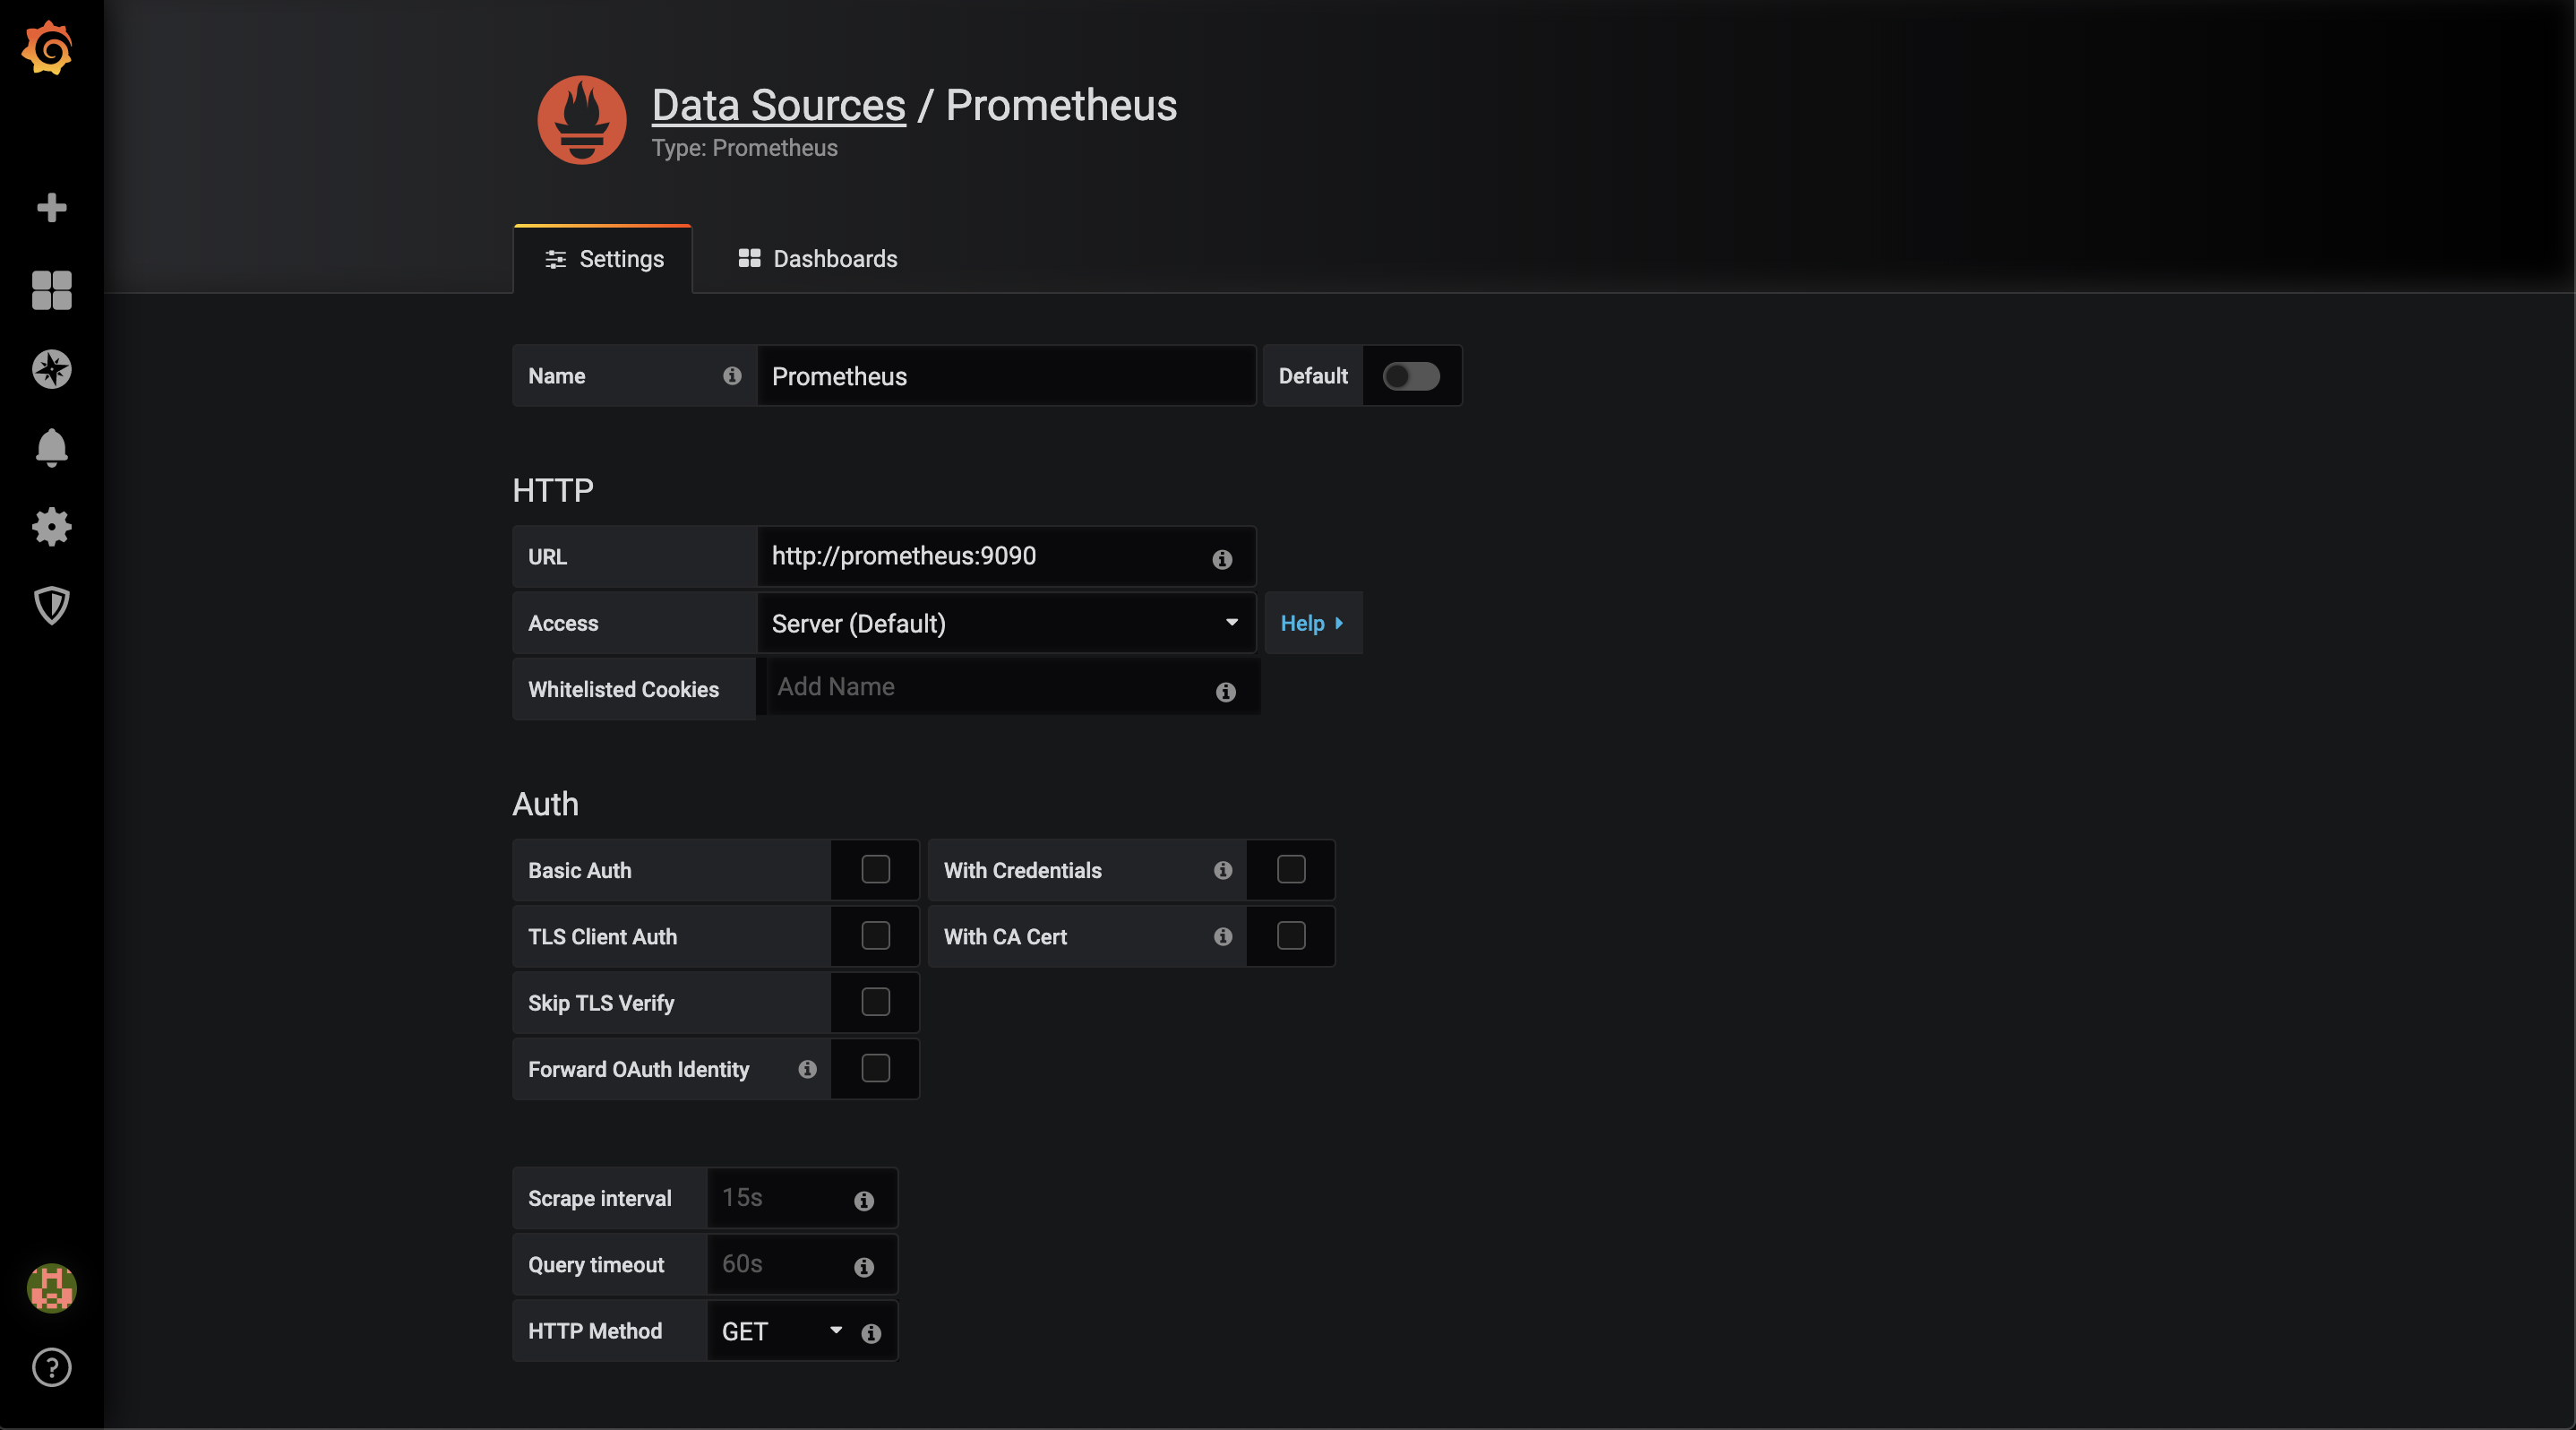 Data Sources / Prometheus
Type: Prometheus
Settings
Dashboards
Name
Prometheus
Default
HTTP
URL
http://prometheus:9090
Access
Server (Default)
Help
Whitelisted Cookies
Add Name
Auth
Basic Auth
With Credentials
TLS Client Auth
With CA Cert
Skip TLS Verify
Forward OAuth Identity
Scrape interval
15s
Query timeout
60s
HTTP Method
GET